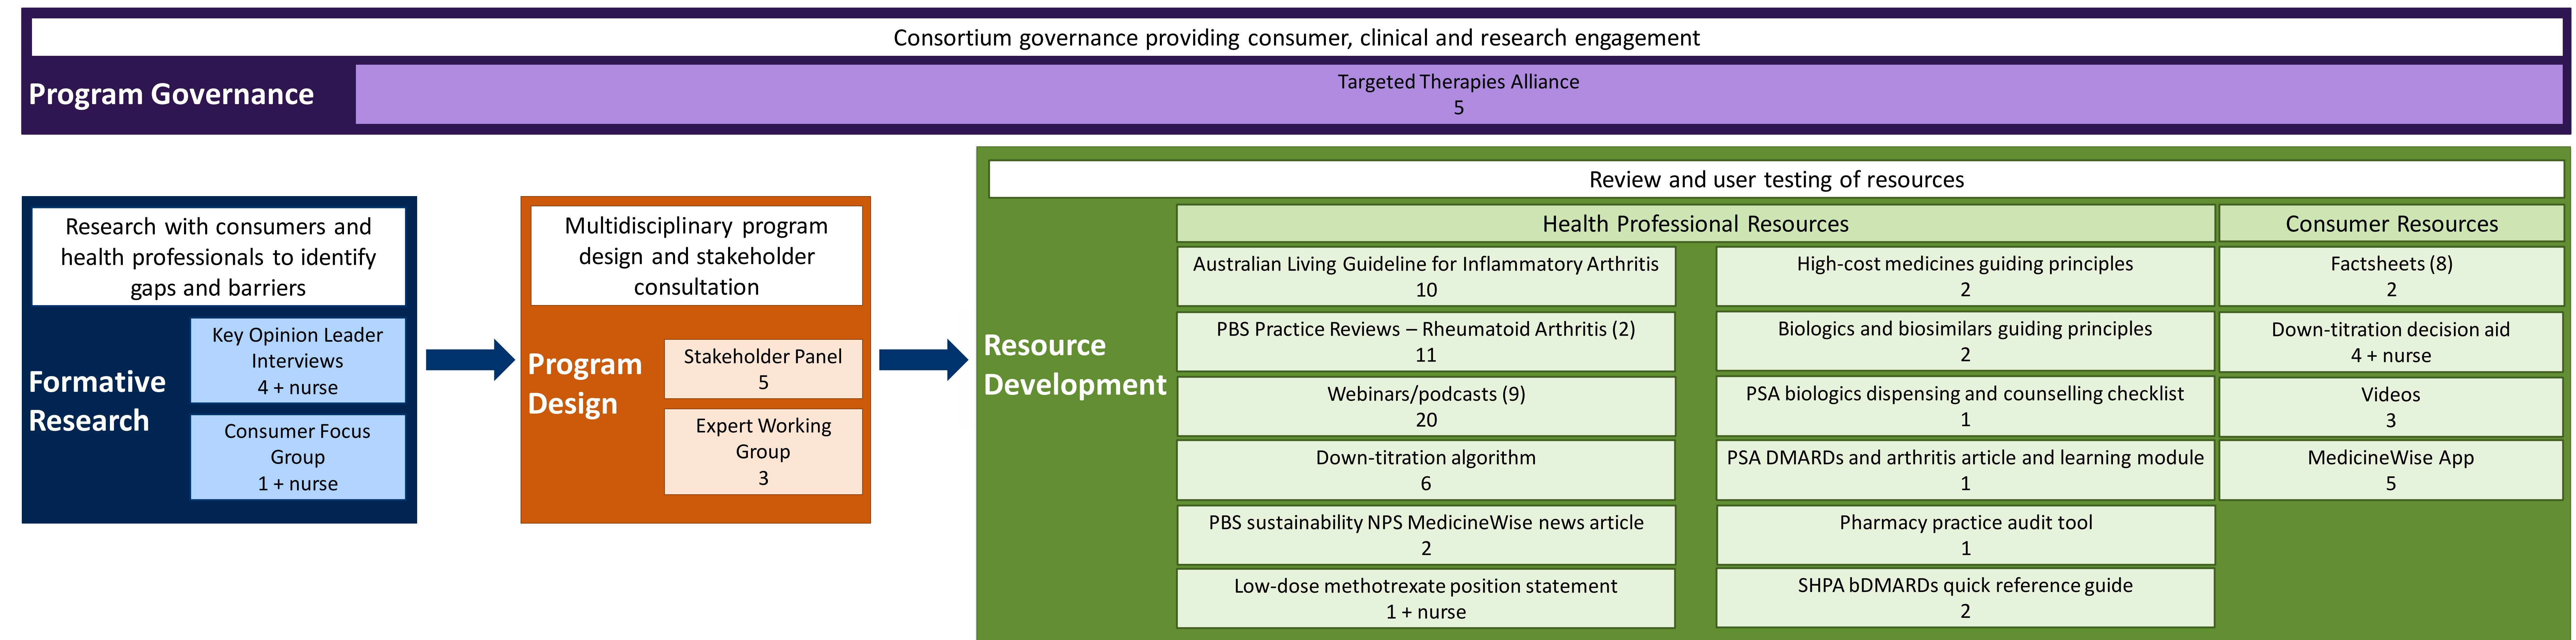 Consortium governance providing consumer, clinical and research engagement
Program Governance
Targeted Therapies Alliance
5
Research with consumers and
health professionals to identify
gaps and barriers
Formative
Research
Key Opinion Leader
Interviews
4 + nurse
Consumer Focus
Group
1 + nurse
Multidisciplinary program
design and stakeholder
consultation
Program
Design
Stakeholder Panel
5
Expert Working
Group
3
Review and user testing of resources
Resource
Development
Health Professional Resources
Australian Living Guideline for Inflammatory Arthritis
10
PBS Practice Reviews – Rheumatoid Arthritis (2)
11
Webinars/podcasts (9)
20
Down-titration algorithm
6
PBS sustainability NPS MedicineWise news article
2
Low-dose methotrexate position statement
1 + nurse
High-cost medicines guiding principles
2
Biologics and biosimilars guiding principles
2
PSA biologics dispensing and counselling checklist
1
PSA DMARDs and arthritis article and learning module
1
Pharmacy practice audit tool
1
SHPA bDMARDs quick reference guide
2
Consumer Resources
Factsheets (8)
2
Down-titration decision aid
4 + nurse
Videos
3
MedicineWise App
5